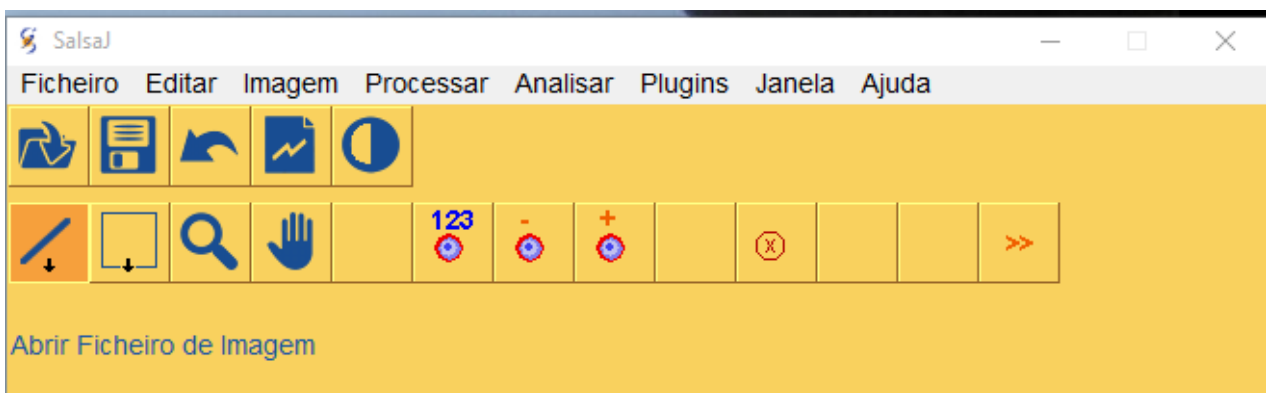 SalsaJ
Ficheiro Editar Imagem Processar Analisar Plugins Janela Ajuda
123
- +
X
>>
Abrir Ficheiro de Imagem